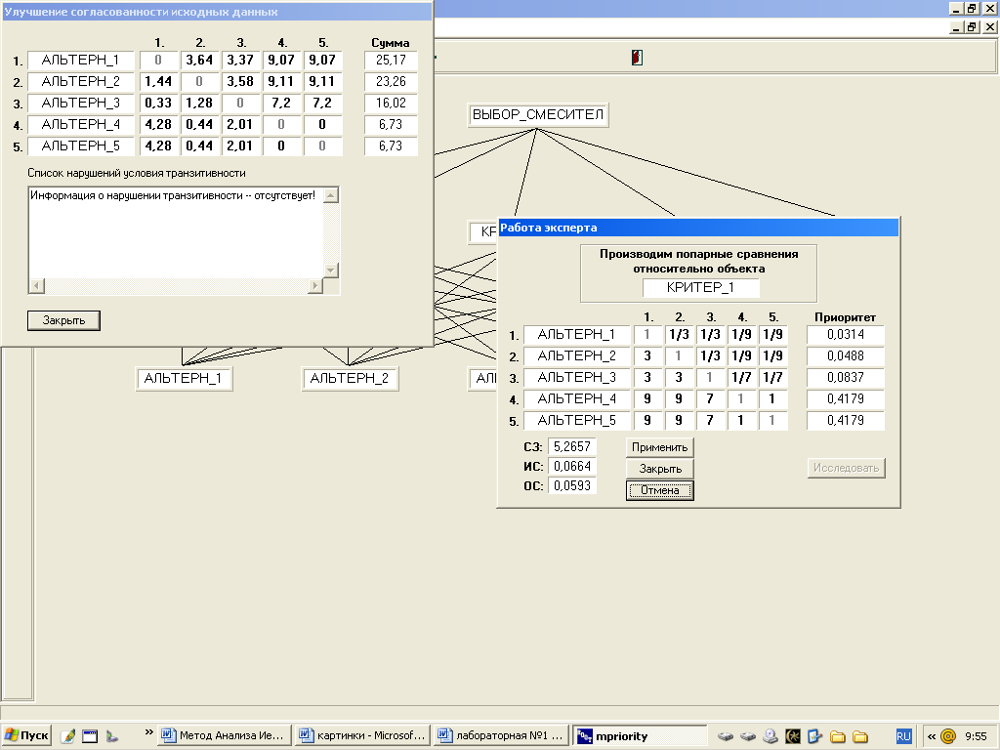 Улучшение согласованности исходных данных
1. 2. 3. 4. 5. Сумма
1. АЛЬТЕРН_1 0 3,64 3,37 9,07 9,07 25,17
2. АЛЬТЕРН_2 1,44 0 3,58 9,11 9,11 23,26
3. АЛЬТЕРН_3 0,33 1,28 0 7,2 7,2 16,02
4. АЛЬТЕРН_4 4,28 0,44 2,01 0 0 6,73
5. АЛЬТЕРН_5 4,28 0,44 2,01 0 0 6,73
Список нарушений условия транзитивности
Информация о нарушении транзитивности -- отсутствует!
Закрыть
ВЫБОР_СМЕСИТЕЛ
КР
АЛЬТЕРН_1 АЛЬТЕРН_2 АЛ
Работа эксперта
Производим попарные сравнения
относительно объекта
КРИТЕР_1
1. 2. 3. 4. 5. Приоритет
1. АЛЬТЕРН_1 1 1/3 1/3 1/9 1/9 0,0314
2. АЛЬТЕРН_2 3 1 1/3 1/9 1/9 0,0488
3. АЛЬТЕРН_3 3 3 1 1/7 1/7 0,0837
4. АЛЬТЕРН_4 9 9 7 1 1 0,4179
5. АЛЬТЕРН_5 9 9 7 1 1 0,4179
СЗ: 5,2657 Применить
ИС: 0,0664 Закрыть Исследовать
ОС: 0,0593 Отмена
Пуск » Метод Анализа Ие... картинки - Microsof... лабораторная №1 ... mpriority RU « 9:55